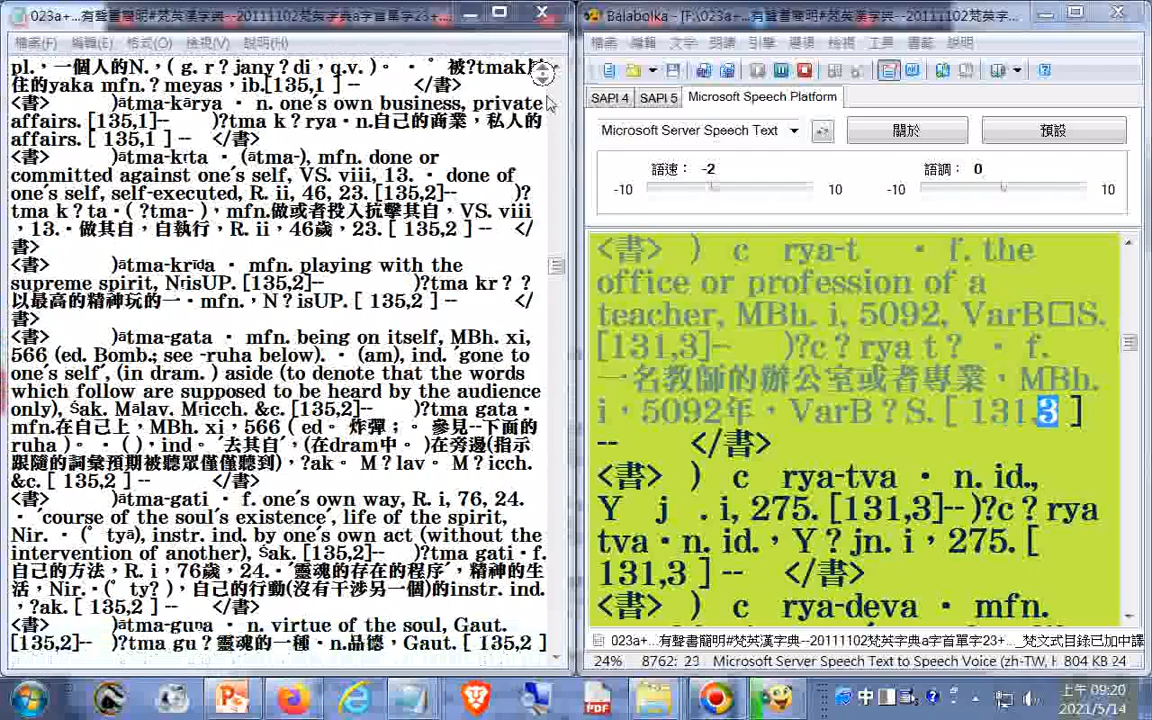 023a+...有聲書簡明#梵英漢字典--20111102梵英字典a字首單字23+...
檔案(F) 編輯(E) 格式(O) 檢視(V) 說明(H)
pl.，一個人的N.，( g. r？jany？di，q.v. )。 • ゜ 被?tmak
住的yaka mfn.？meyas，ib.[135,1 ] </書>
<書> )ātma-kārya • n. one's own business, private
affairs. [135,1]-- )?tma k？rya • n.自己的商業，私人的
affairs. [ 135,1 ] -- </書>
<書> )ātma-kṛta • (ātma-), mfn. done or
committed against one's self, VS. viii, 13. • done of
one's self, self-executed, R. ii, 46, 23. [135,2]-- )?
tma k？ta • ( ?tma- )，mfn.做或者投入抗擊其自，VS. viii
，13. • 做其自，自執行，R. ii，46歲，23. [ 135,2 ] -- </
書>
<書> )ātma-krīḍa • mfn. playing with the
supreme spirit, NṛisUP. [135,2]-- )?tma kr？？
以最高的精神玩的一 • mfn.，N？isUP. [ 135,2 ] -- </
書>
<書> )ātma-gata • mfn. being on itself, MBh. xi,
566 (ed. Bomb.; see -ruha below). • (am), ind. 'gone to
one's self', (in dram. ) aside (to denote that the words
which follow are supposed to be heard by the audience
only), Śak. Mālav. Mṛicch. &c. [135,2]-- )?tma gata •
mfn.在自己上，MBh. xi，566 ( ed。 炸彈；。 參見--下面的
ruha )。 • ( )，ind。 '去其自'，(在dram中。 )在旁邊(指示
跟隨的詞彙預期被聽眾僅僅聽到)，?ak。 M？lav。 M？icch.
&c. [ 135,2 ] -- </書>
<書> )ātma-gati • f. one's own way, R. i, 76, 24.
• 'course of the soul's existence', life of the spirit,
Nir. • (゜tyā), instr. ind. by one's own act (without the
intervention of another), Śak. [135,2]-- )?tma gati • f.
自己的方法，R. i，76歲，24. • '靈魂的存在的程序'，精神的生
活，Nir. • (゜ty? )，自己的行動(沒有干涉另一個)的instr. ind.
，?ak. [ 135,2 ] -- </書>
<書> )ātma-guṇa • n. virtue of the soul, Gaut.
[135,2]-- )?tma gu？靈魂的一種 • n.品德，Gaut. [ 135,2 ]
Balabolka - [F:\023a+...有聲書簡明#梵英漢字典--20111102梵英字...
檔案 編輯 文字 朗讀 引擎 選項 檢視 工具 書籤 說明
SAPI 4 SAPI 5 Microsoft Speech Platform
Microsoft Server Speech Text 關於 預設
語速： -2 語調： 0
-10 10 -10 10
<書> ) c rya-t • f. the
office or profession of a
teacher, MBh. i, 5092, VarB□S.
[131,3]-- )?c？rya t？ • f.
一名教師的辦公室或者專業，MBh.
i，5092年，VarB？S. [ 131,3 ]
-- </書>
<書> ) c rya-tva • n. id.,
Y j . i, 275. [131,3]-- )?c？rya
tva • n. id.，Y？jn. i，275. [
131,3 ] -- </書>
<書> ) c rya-deva • mfn.
023a+...有聲書簡明#梵英漢字典--20111102梵英字典a字首單字23+..._梵文式目錄已加中譯
24% 8762: 23 Microsoft Server Speech Text to Speech Voice (zh-TW, H 804 KB 24
中
上午 09:20
2021/5/14